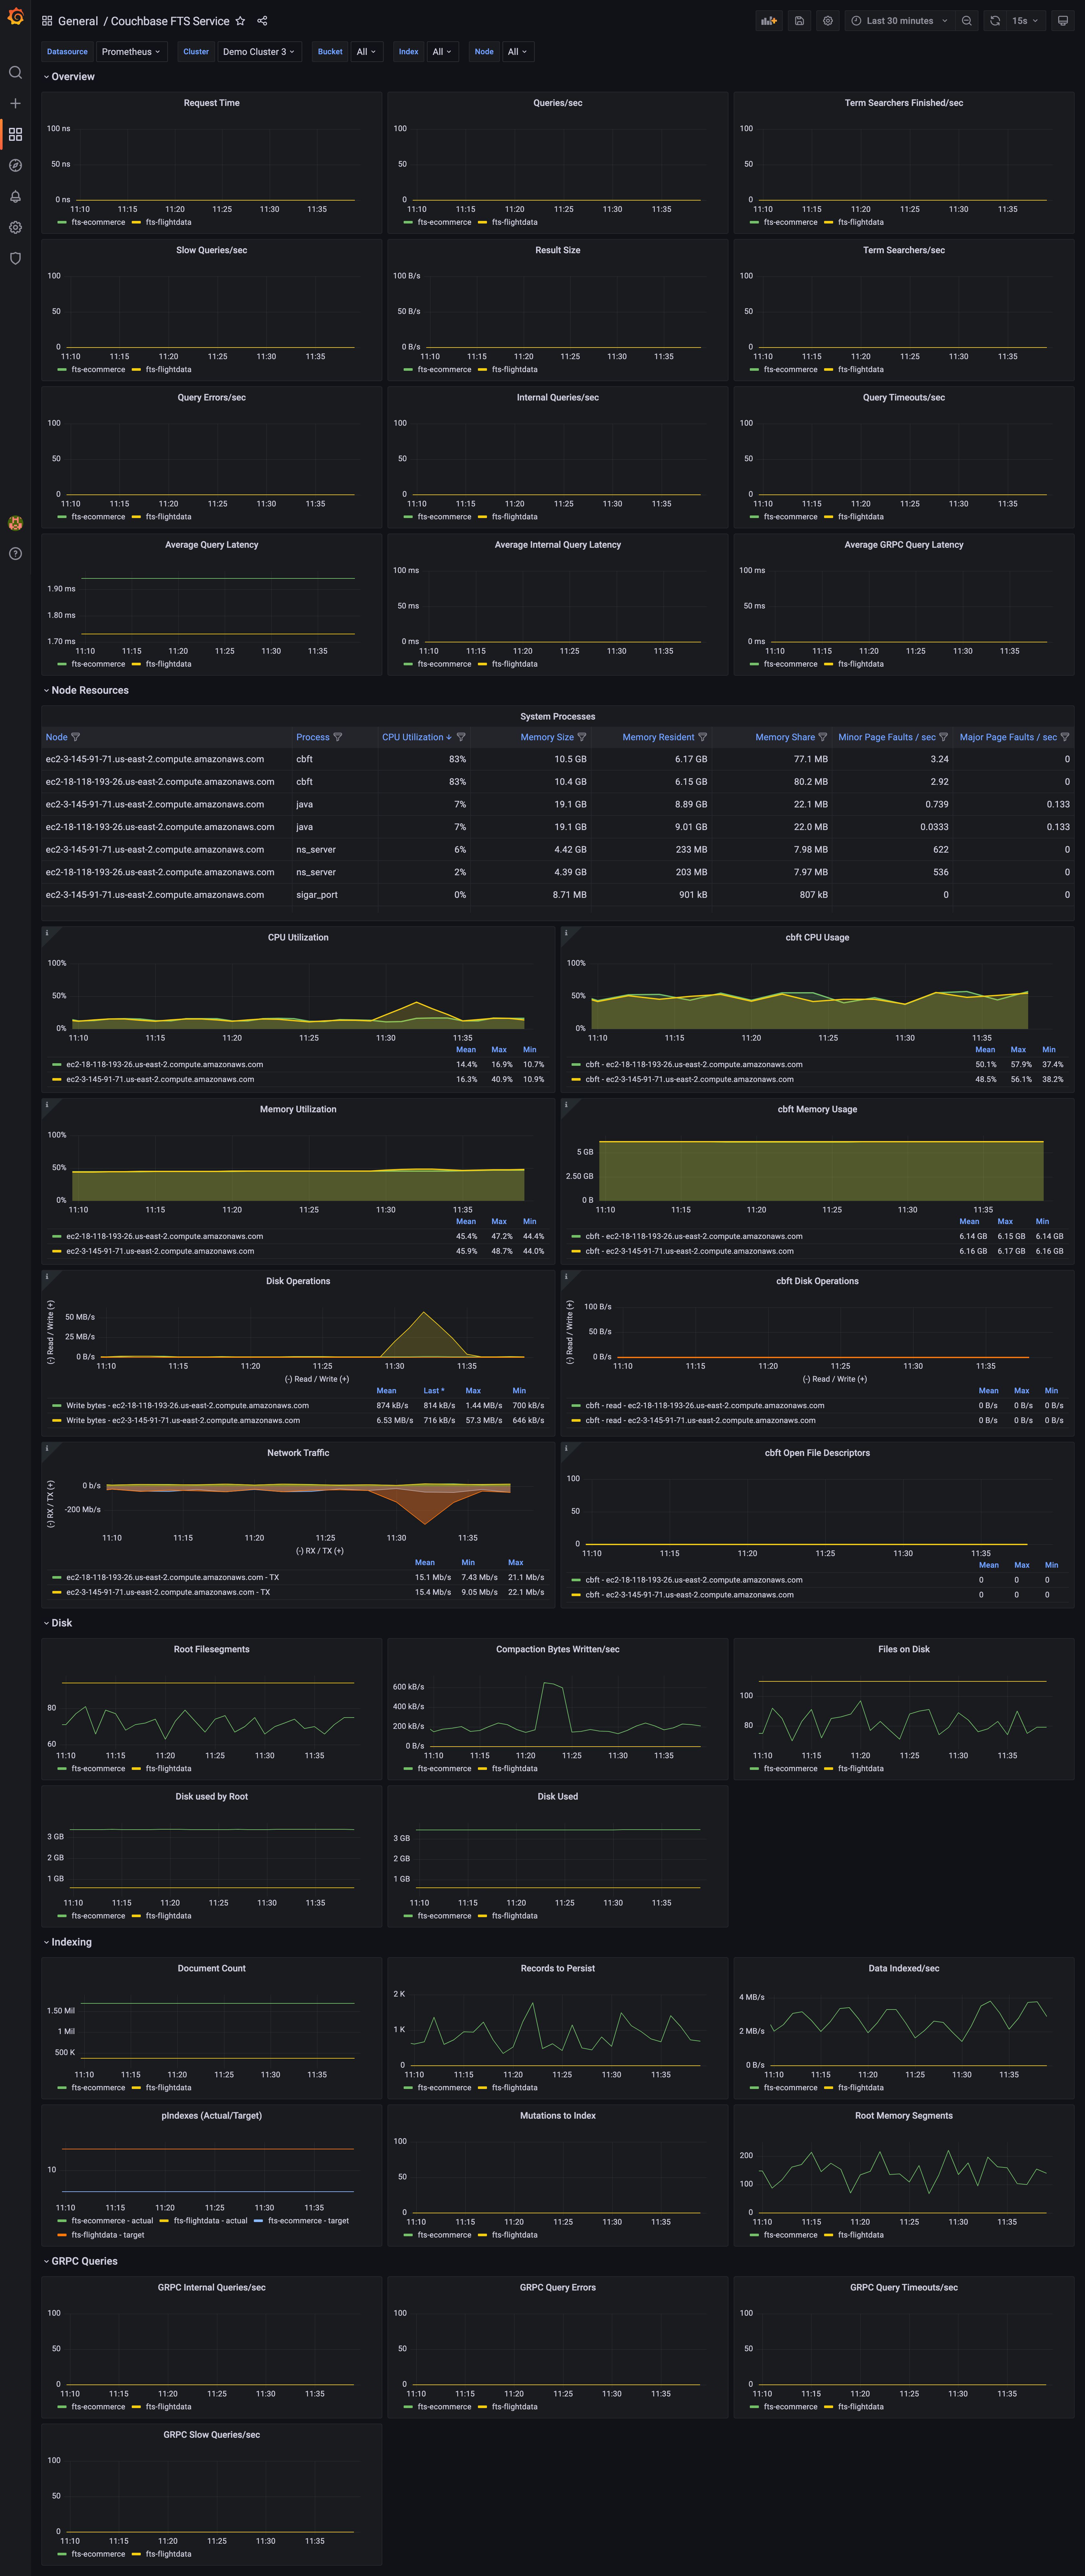 General / Couchbase FTS Service
Last 30 minutes
15s
Datasource Prometheus Cluster Demo Cluster 3 Bucket All Index All Node All
Overview
Request Time
100 ns
50 ns
0 ns
11:10 11:15 11:20 11:25 11:30 11:35
fts-ecommerce fts-flightdata
Queries/sec
100
50
0
11:10 11:15 11:20 11:25 11:30 11:35
fts-ecommerce fts-flightdata
Term Searchers Finished/sec
100
50
0
11:10 11:15 11:20 11:25 11:30 11:35
fts-ecommerce fts-flightdata
Slow Queries/sec
100
50
0
11:10 11:15 11:20 11:25 11:30 11:35
fts-ecommerce fts-flightdata
Result Size
100 B/s
50 B/s
0 B/s
11:10 11:15 11:20 11:25 11:30 11:35
fts-ecommerce fts-flightdata
Term Searchers/sec
100
50
0
11:10 11:15 11:20 11:25 11:30 11:35
fts-ecommerce fts-flightdata
Query Errors/sec
100
50
0
11:10 11:15 11:20 11:25 11:30 11:35
fts-ecommerce fts-flightdata
Internal Queries/sec
100
50
0
11:10 11:15 11:20 11:25 11:30 11:35
fts-ecommerce fts-flightdata
Query Timeouts/sec
100
50
0
11:10 11:15 11:20 11:25 11:30 11:35
fts-ecommerce fts-flightdata
Average Query Latency
1.90 ms
1.80 ms
1.70 ms
11:10 11:15 11:20 11:25 11:30 11:35
fts-ecommerce fts-flightdata
Average Internal Query Latency
100 ms
50 ms
0 ms
11:10 11:15 11:20 11:25 11:30 11:35
fts-ecommerce fts-flightdata
Average GRPC Query Latency
100 ms
50 ms
0 ms
11:10 11:15 11:20 11:25 11:30 11:35
fts-ecommerce fts-flightdata
Node Resources
System Processes
Node Process CPU Utilization Memory Size Memory Resident Memory Share Minor Page Faults / sec Major Page Faults / sec
ec2-3-145-91-71.us-east-2.compute.amazonaws.com cbft 83% 10.5 GB 6.17 GB 77.1 MB 3.24 0
ec2-18-118-193-26.us-east-2.compute.amazonaws.com cbft 83% 10.4 GB 6.15 GB 80.2 MB 2.92 0
ec2-3-145-91-71.us-east-2.compute.amazonaws.com java 7% 19.1 GB 8.89 GB 22.1 MB 0.739 0.133
ec2-18-118-193-26.us-east-2.compute.amazonaws.com java 7% 19.1 GB 9.01 GB 22.0 MB 0.0333 0.133
ec2-3-145-91-71.us-east-2.compute.amazonaws.com ns_server 6% 4.42 GB 233 MB 7.98 MB 622 0
ec2-18-118-193-26.us-east-2.compute.amazonaws.com ns_server 2% 4.39 GB 203 MB 7.97 MB 536 0
ec2-3-145-91-71.us-east-2.compute.amazonaws.com sigar_port 0% 8.71 MB 901 kB 807 kB 0 0
CPU Utilization
100%
50%
0%
11:10 11:15 11:20 11:25 11:30 11:35
Mean Max Min
ec2-18-118-193-26.us-east-2.compute.amazonaws.com 14.4% 16.9% 10.7%
ec2-3-145-91-71.us-east-2.compute.amazonaws.com 16.3% 40.9% 10.9%
cbft CPU Usage
100%
50%
0%
11:10 11:15 11:20 11:25 11:30 11:35
Mean Max Min
cbft - ec2-18-118-193-26.us-east-2.compute.amazonaws.com 50.1% 57.9% 37.4%
cbft - ec2-3-145-91-71.us-east-2.compute.amazonaws.com 48.5% 56.1% 38.2%
Memory Utilization
100%
50%
0%
11:10 11:15 11:20 11:25 11:30 11:35
Mean Max Min
ec2-18-118-193-26.us-east-2.compute.amazonaws.com 45.4% 47.2% 44.4%
ec2-3-145-91-71.us-east-2.compute.amazonaws.com 45.9% 48.7% 44.0%
cbft Memory Usage
5 GB
2.50 GB
0 B
11:10 11:15 11:20 11:25 11:30 11:35
Mean Max Min
cbft - ec2-18-118-193-26.us-east-2.compute.amazonaws.com 6.14 GB 6.15 GB 6.14 GB
cbft - ec2-3-145-91-71.us-east-2.compute.amazonaws.com 6.16 GB 6.17 GB 6.16 GB
Disk Operations
(-) Read / Write (+)
50 MB/s
25 MB/s
0 B/s
11:10 11:15 11:20 11:25 11:30 11:35
(-) Read / Write (+)
Mean Last * Max Min
Write bytes - ec2-18-118-193-26.us-east-2.compute.amazonaws.com 874 kB/s 814 kB/s 1.44 MB/s 700 kB/s
Write bytes - ec2-3-145-91-71.us-east-2.compute.amazonaws.com 6.53 MB/s 716 kB/s 57.3 MB/s 646 kB/s
cbft Disk Operations
(-) Read / Write (+)
100 B/s
50 B/s
0 B/s
11:10 11:15 11:20 11:25 11:30 11:35
(-) Read / Write (+)
Mean Max Min
cbft - read - ec2-18-118-193-26.us-east-2.compute.amazonaws.com 0 B/s 0 B/s 0 B/s
cbft - read - ec2-3-145-91-71.us-east-2.compute.amazonaws.com 0 B/s 0 B/s 0 B/s
Network Traffic
(-) RX / TX (+)
0 b/s
-200 Mb/s
11:10 11:15 11:20 11:25 11:30 11:35
(-) RX / TX (+)
Mean Min Max
ec2-18-118-193-26.us-east-2.compute.amazonaws.com - TX 15.1 Mb/s 7.43 Mb/s 21.1 Mb/s
ec2-3-145-91-71.us-east-2.compute.amazonaws.com - TX 15.4 Mb/s 9.05 Mb/s 22.1 Mb/s
cbft Open File Descriptors
100
50
0
11:10 11:15 11:20 11:25 11:30 11:35
Mean Max Min
cbft - ec2-18-118-193-26.us-east-2.compute.amazonaws.com 0 0 0
cbft - ec2-3-145-91-71.us-east-2.compute.amazonaws.com 0 0 0
Disk
Root Filesegments
80
60
11:10 11:15 11:20 11:25 11:30 11:35
fts-ecommerce fts-flightdata
Compaction Bytes Written/sec
600 kB/s
400 kB/s
200 kB/s
0 B/s
11:10 11:15 11:20 11:25 11:30 11:35
fts-ecommerce fts-flightdata
Files on Disk
100
80
11:10 11:15 11:20 11:25 11:30 11:35
fts-ecommerce fts-flightdata
Disk used by Root
3 GB
2 GB
1 GB
11:10 11:15 11:20 11:25 11:30 11:35
fts-ecommerce fts-flightdata
Disk Used
3 GB
2 GB
1 GB
11:10 11:15 11:20 11:25 11:30 11:35
fts-ecommerce fts-flightdata
Indexing
Document Count
1.50 Mil
1 Mil
500 K
11:10 11:15 11:20 11:25 11:30 11:35
fts-ecommerce fts-flightdata
Records to Persist
2 K
1 K
0
11:10 11:15 11:20 11:25 11:30 11:35
fts-ecommerce fts-flightdata
Data Indexed/sec
4 MB/s
2 MB/s
0 B/s
11:10 11:15 11:20 11:25 11:30 11:35
fts-ecommerce fts-flightdata
pIndexes (Actual/Target)
10
11:10 11:15 11:20 11:25 11:30 11:35
fts-ecommerce - actual fts-flightdata - actual fts-ecommerce - target
fts-flightdata - target
Mutations to Index
100
50
0
11:10 11:15 11:20 11:25 11:30 11:35
fts-ecommerce fts-flightdata
Root Memory Segments
200
100
0
11:10 11:15 11:20 11:25 11:30 11:35
fts-ecommerce fts-flightdata
GRPC Queries
GRPC Internal Queries/sec
100
50
0
11:10 11:15 11:20 11:25 11:30 11:35
fts-ecommerce fts-flightdata
GRPC Query Errors
100
50
0
11:10 11:15 11:20 11:25 11:30 11:35
fts-ecommerce fts-flightdata
GRPC Query Timeouts/sec
100
50
0
11:10 11:15 11:20 11:25 11:30 11:35
fts-ecommerce fts-flightdata
GRPC Slow Queries/sec
100
50
0
11:10 11:15 11:20 11:25 11:30 11:35
fts-ecommerce fts-flightdata